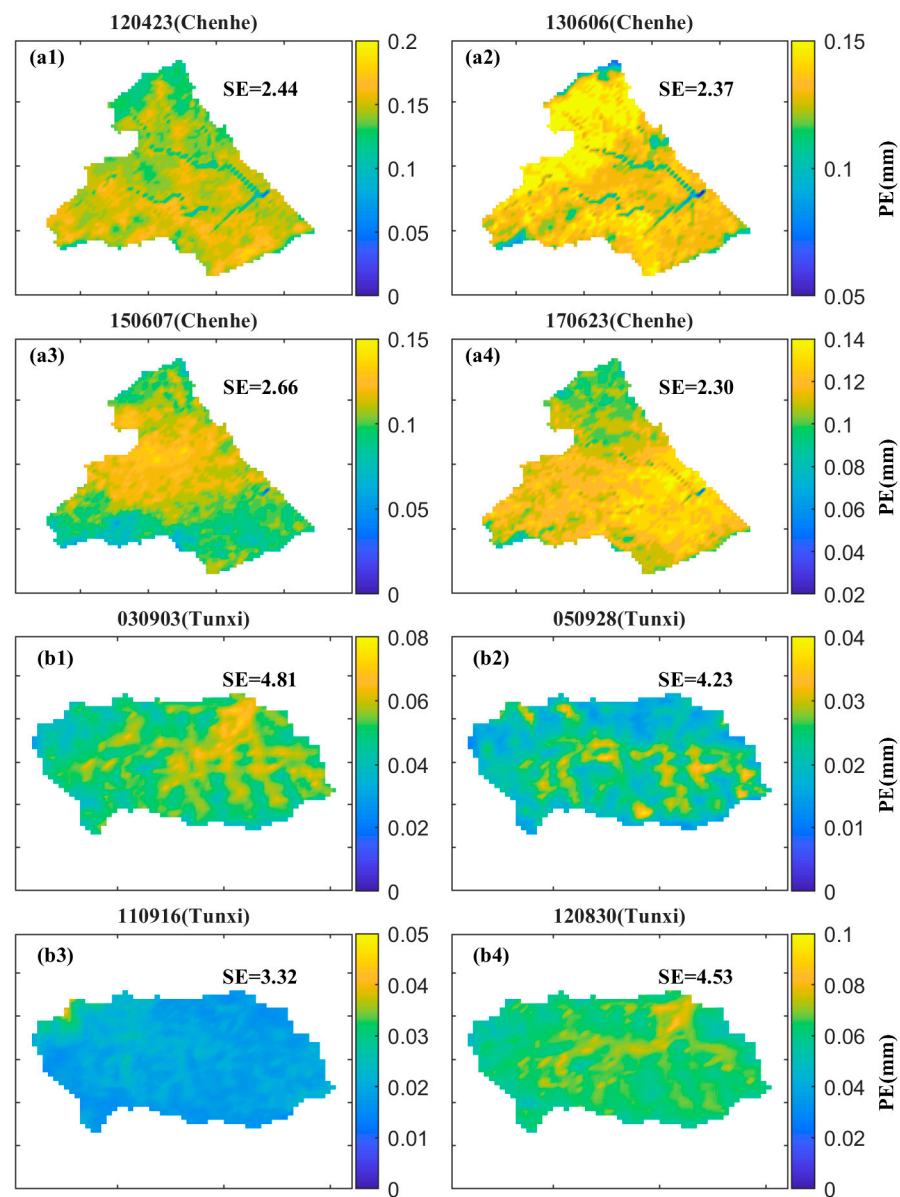 120423(Chenhe)
130606(Chenhe)
(a1)
SE=2.44
0.2
0.15
0.1
0.05
0
(a2)
SE=2.37
0.15
0.1
0.05
PE(mm)
150607(Chenhe)
170623(Chenhe)
(a3)
SE=2.66
0.15
0.1
0.05
0
(a4)
SE=2.30
0.14
0.12
0.1
0.08
0.06
0.04
0.02
PE(mm)
030903(Tunxi)
050928(Tunxi)
(b1)
SE=4.81
0.08
0.06
0.04
0.02
0
(b2)
SE=4.23
0.04
0.03
0.02
0.01
0
PE(mm)
110916(Tunxi)
120830(Tunxi)
(b3)
SE=3.32
0.05
0.04
0.03
0.02
0.01
0
(b4)
SE=4.53
0.1
0.08
0.06
0.04
0.02
0
PE(mm)